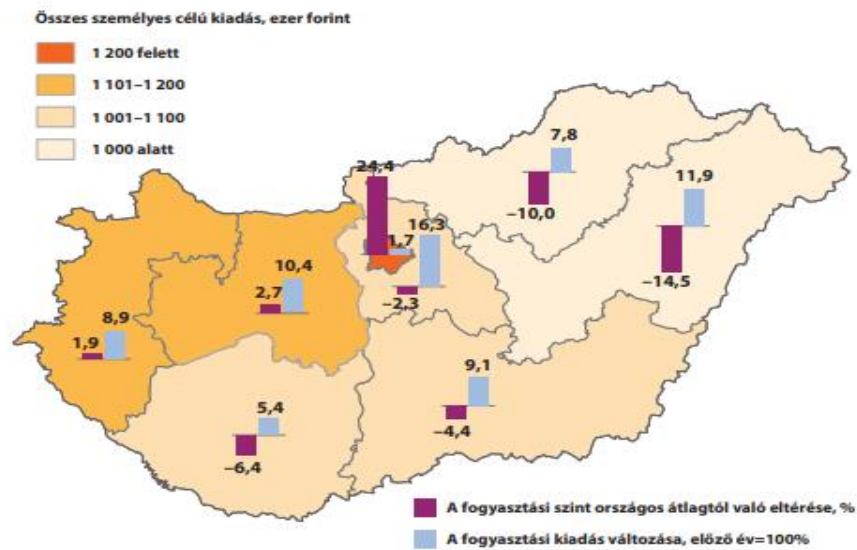 Összes személyes célú kiadás, ezer forint
1 200 felett
1 101–1 200
1 001–1 100
1 000 alatt
7,8
–10,0
11,9
–14,5
24,4
1,7
16,3
–2,3
10,4
2,7
8,9
1,9
9,1
–4,4
5,4
–6,4
A fogyasztási szint országos átlagtól való eltérése, %
A fogyasztási kiadás változása, előző év=100%